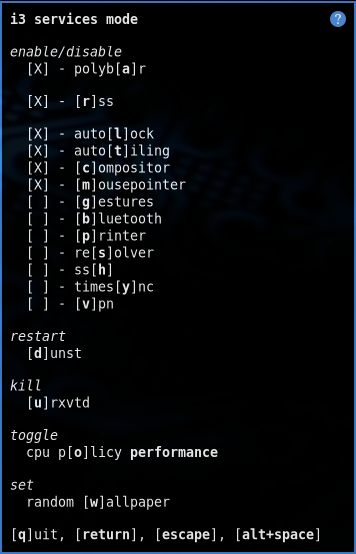 i3 services mode
?
enable/disable
[X] - polyb[a]r
[X] - [r]ss
[X] - auto[l]ock
[X] - auto[t]iling
[X] - [c]ompositor
[X] - [m]ousepointer
[ ] - [g]estures
[ ] - [b]luetooth
[ ] - [p]rinter
[ ] - re[s]olver
[ ] - ss[h]
[ ] - times[y]nc
[ ] - [v]pn
restart
[d]unst
kill
[u]rxvtd
toggle
cpu p[o]licy performance
set
random [w]allpaper
[q]uit, [return], [escape], [alt+space]